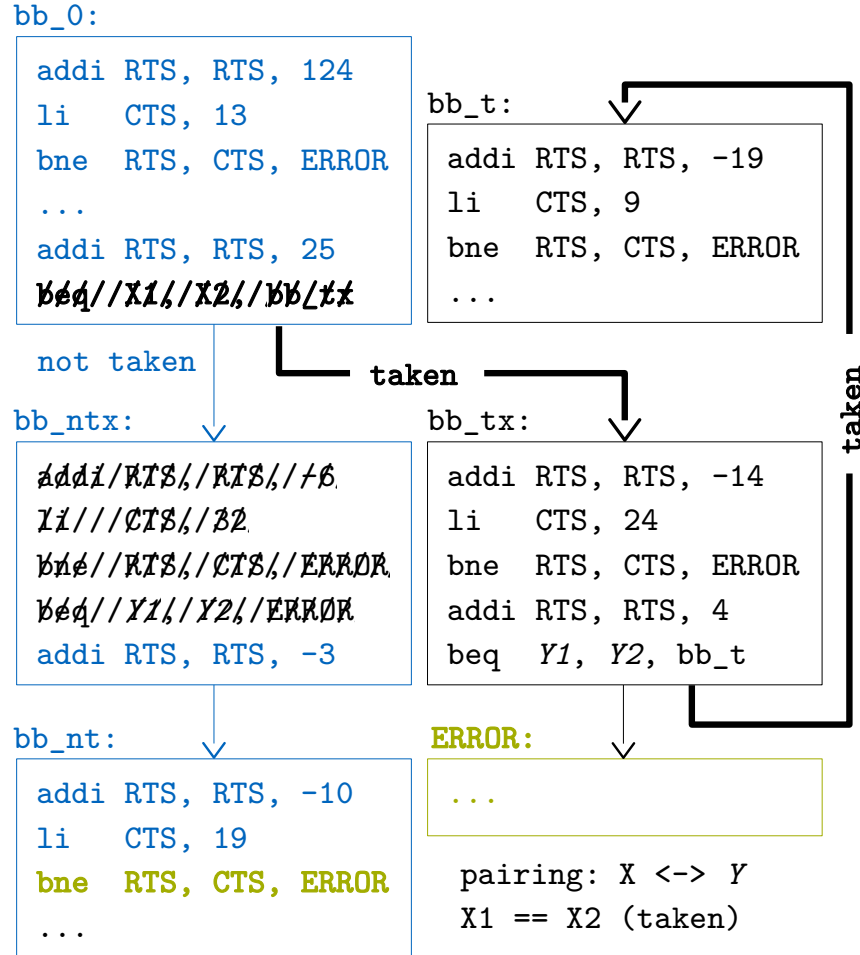 bb_0:
addi RTS, RTS, 124
li CTS, 13
bne RTS, CTS, ERROR
...
addi RTS, RTS, 25
beq X1, X2, bb_tx
not taken
taken
bb_ntx:
addi RTS, RTS, -6
li CTS, 32
bne RTS, CTS, ERROR
beq Y1, Y2, ERROR
addi RTS, RTS, -3
bb_nt:
addi RTS, RTS, -10
li CTS, 19
bne RTS, CTS, ERROR
...
bb_t:
addi RTS, RTS, -19
li CTS, 9
bne RTS, CTS, ERROR
...
taken
bb_tx:
addi RTS, RTS, -14
li CTS, 24
bne RTS, CTS, ERROR
addi RTS, RTS, 4
beq Y1, Y2, bb_t
ERROR:
...
pairing: X <-> Y
X1 == X2 (taken)